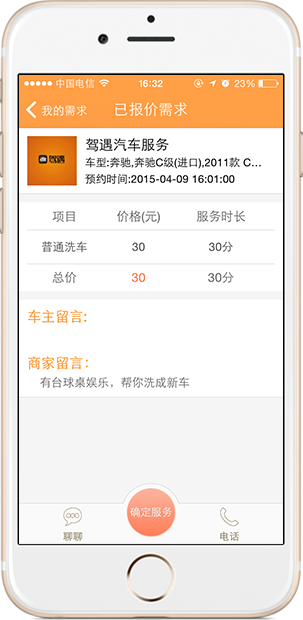 中国电信 16:32 23%
我的需求 已报价需求
驾遇
驾遇汽车服务
车型:奔驰,奔驰C级(进口),2011款 C...
预约时间:2015-04-09 16:01:00
项目 价格(元) 服务时长
普通洗车 30 30分
总价 30 30分
车主留言:
商家留言:
有台球桌娱乐，帮你洗成新车
确定服务
聊聊 电话